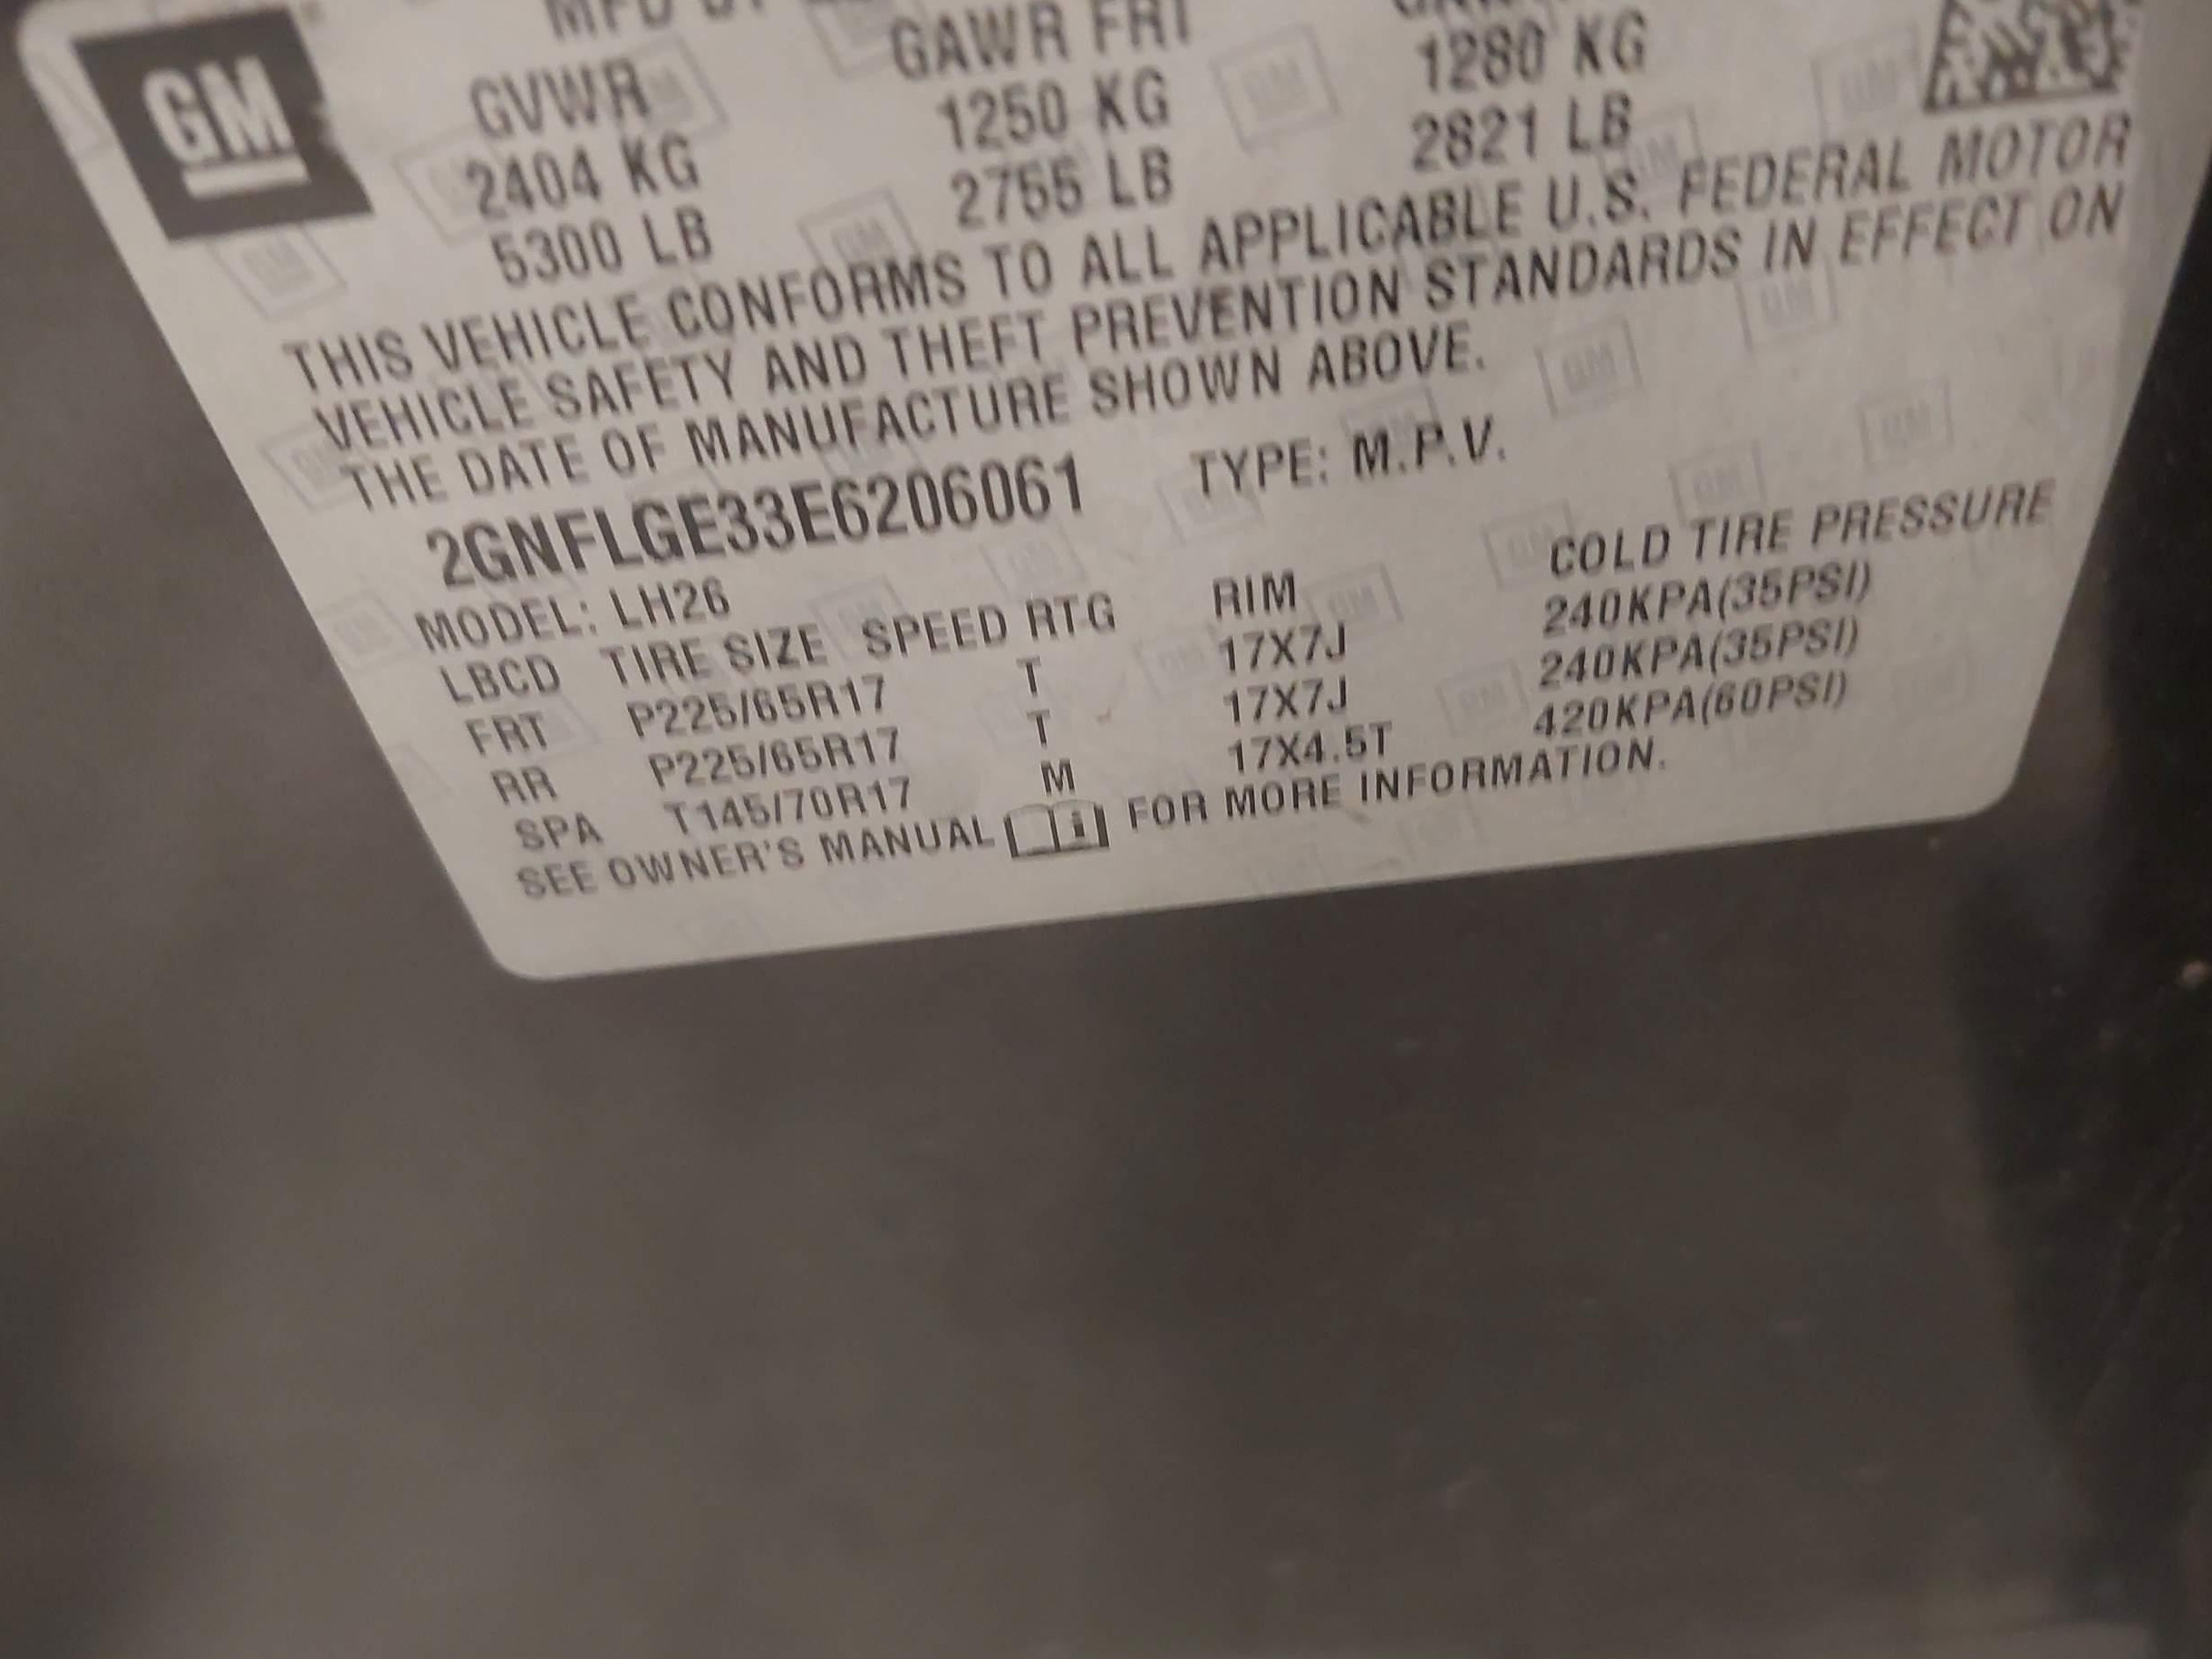 GM
GVWR GAWR FRT
2404 KG 1250 KG 1280 KG
5300 LB 2755 LB 2821 LB
THIS VEHICLE CONFORMS TO ALL APPLICABLE U.S. FEDERAL MOTOR
VEHICLE SAFETY AND THEFT PREVENTION STANDARDS IN EFFECT ON
THE DATE OF MANUFACTURE SHOWN ABOVE.
2GNFLGE33E6206061 TYPE: M.P.V.
MODEL: LH26
LBCD TIRE SIZE SPEED RTG RIM COLD TIRE PRESSURE
FRT P225/65R17 T 17X7J 240KPA(35PSI)
RR P225/65R17 T 17X7J 240KPA(35PSI)
SPA T145/70R17 M 17X4.5T 420KPA(60PSI)
SEE OWNER'S MANUAL FOR MORE INFORMATION.